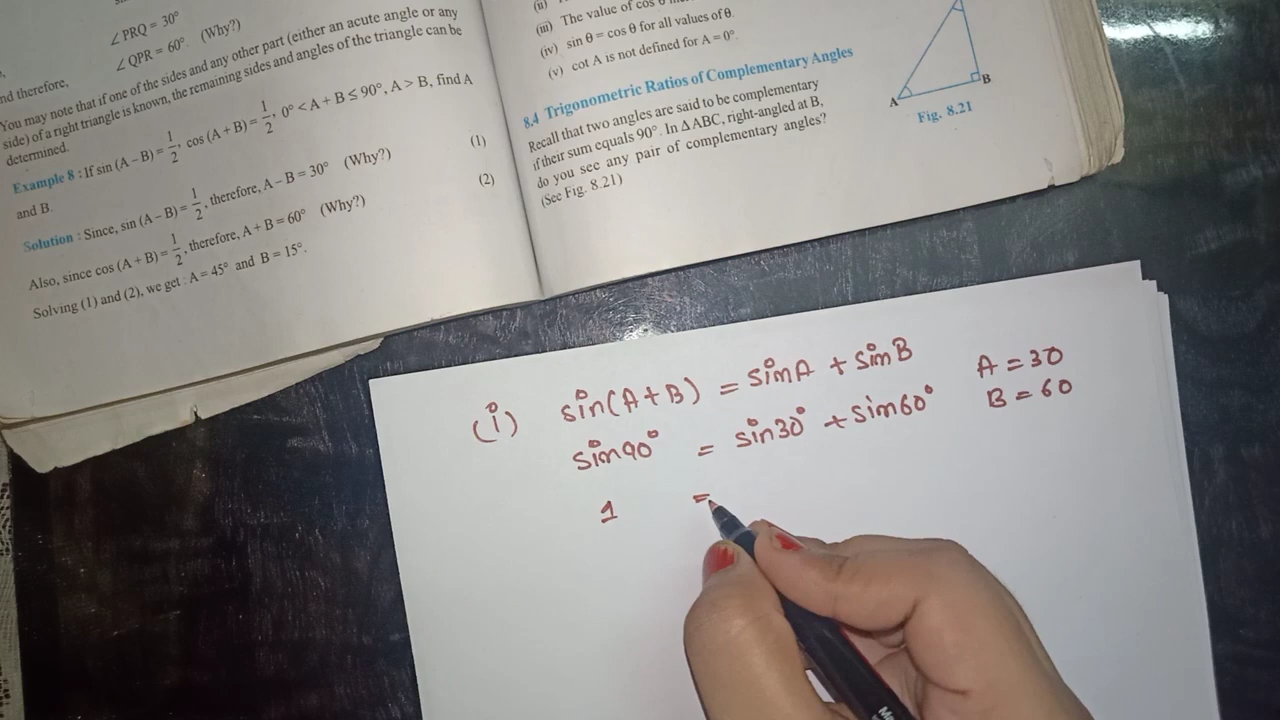 ∠ PRQ = 30°
nd therefore,
∠ QPR = 60°. (Why?)
You may note that if one of the sides and any other part (either an acute angle or any
side) of a right triangle is known, the remaining sides and angles of the triangle can be
determined.
Example 8 : If sin (A – B) = 1/2, cos (A + B) = 1/2, 0° < A + B ≤ 90°, A > B, find A
and B.
Solution : Since, sin (A – B) = 1/2, therefore, A – B = 30° (Why?) (1)
Also, since cos (A + B) = 1/2, therefore, A + B = 60° (Why?) (2)
Solving (1) and (2), we get : A = 45° and B = 15°.
(ii)
(iii) The value of cos θ
(iv) sin θ = cos θ for all values of θ.
(v) cot A is not defined for A = 0°.
8.4 Trigonometric Ratios of Complementary Angles
Recall that two angles are said to be complementary
if their sum equals 90°. In Δ ABC, right-angled at B,
do you see any pair of complementary angles?
(See Fig. 8.21)
A
B
Fig. 8.21
(i) sin(A+B) = sinA + sinB A = 30
sin90° = sin30° + sin60° B = 60
1 =